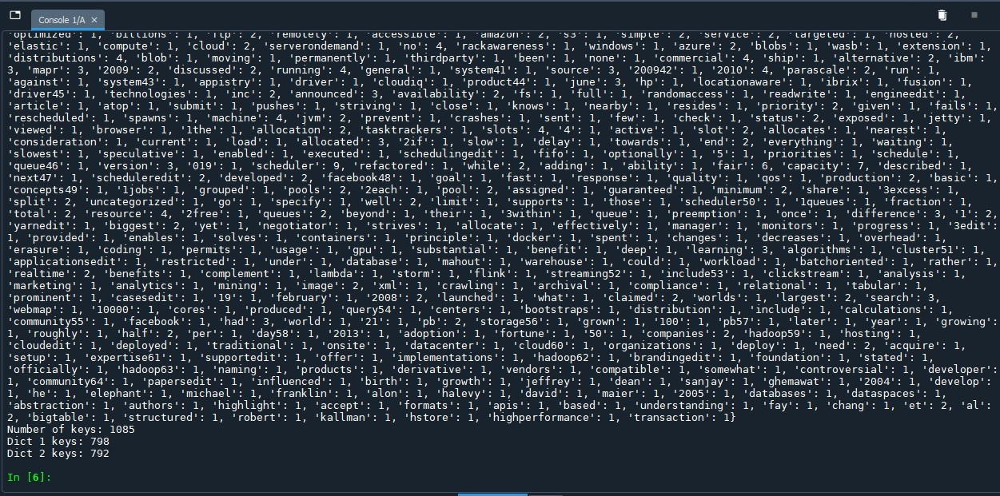 Console 1/A ×
'optimized': 1, 'billions': 1, 'ftp': 2, 'remotely': 1, 'accessible': 1, 'amazon': 2, 's3': 1, 'simple': 2, 'service': 2, 'targeted': 1, 'hosted': 2,
'elastic': 1, 'compute': 1, 'cloud': 2, 'serverondemand': 1, 'no': 4, 'rackawareness': 1, 'windows': 1, 'azure': 2, 'blobs': 1, 'wasb': 1, 'extension': 1,
'distributions': 4, 'blob': 1, 'moving': 1, 'permanently': 1, 'thirdparty': 1, 'been': 1, 'none': 1, 'commercial': 4, 'ship': 1, 'alternative': 2, 'ibm':
3, 'mapr': 3, '2009': 2, 'discussed': 2, 'running': 4, 'general': 1, 'system41': 1, 'source': 3, '200942': 1, '2010': 4, 'parascale': 2, 'run': 1,
'against': 1, 'system43': 1, 'appistry': 1, 'driver': 1, 'cloudiq': 1, 'product44': 1, 'june': 3, 'hp': 1, 'locationaware': 1, 'ibrix': 1, 'fusion': 1,
'driver45': 1, 'technologies': 1, 'inc': 2, 'announced': 3, 'availability': 2, 'fs': 1, 'full': 1, 'randomaccess': 1, 'readwrite': 1, 'engineedit': 1,
'article': 1, 'atop': 1, 'submit': 1, 'pushes': 1, 'striving': 1, 'close': 1, 'knows': 1, 'nearby': 1, 'resides': 1, 'priority': 2, 'given': 1, 'fails': 1,
'rescheduled': 1, 'spawns': 1, 'machine': 4, 'jvm': 2, 'prevent': 1, 'crashes': 1, 'sent': 1, 'few': 1, 'check': 1, 'status': 2, 'exposed': 1, 'jetty': 1,
'viewed': 1, 'browser': 1, '1the': 1, 'allocation': 2, 'tasktrackers': 1, 'slots': 4, '4': 1, 'active': 1, 'slot': 2, 'allocates': 1, 'nearest': 1,
'consideration': 1, 'current': 1, 'load': 1, 'allocated': 3, '2if': 1, 'slow': 1, 'delay': 1, 'towards': 1, 'end': 2, 'everything': 1, 'waiting': 1,
'slowest': 1, 'speculative': 1, 'enabled': 1, 'executed': 1, 'schedulingedit': 1, 'fifo': 1, 'optionally': 1, '5': 1, 'priorities': 1, 'schedule': 1,
'queue46': 1, 'version': 3, '019': 1, 'scheduler': 9, 'refactored': 1, 'while': 2, 'adding': 1, 'ability': 1, 'fair': 6, 'capacity': 7, 'described': 1,
'next47': 1, 'scheduleredit': 2, 'developed': 2, 'facebook48': 1, 'goal': 1, 'fast': 1, 'response': 1, 'quality': 1, 'qos': 1, 'production': 2, 'basic': 1,
'concepts49': 1, '1jobs': 1, 'grouped': 1, 'pools': 2, '2each': 1, 'pool': 2, 'assigned': 1, 'guaranteed': 1, 'minimum': 2, 'share': 1, '3excess': 1,
'split': 2, 'uncategorized': 1, 'go': 1, 'specify': 1, 'well': 2, 'limit': 1, 'supports': 1, 'those': 1, 'scheduler50': 1, '1queues': 1, 'fraction': 1,
'total': 2, 'resource': 4, '2free': 1, 'queues': 2, 'beyond': 1, 'their': 1, '3within': 1, 'queue': 1, 'preemption': 1, 'once': 1, 'difference': 3, '1': 2,
'yarnedit': 1, 'biggest': 2, 'yet': 1, 'negotiator': 1, 'strives': 1, 'allocate': 1, 'effectively': 1, 'manager': 1, 'monitors': 1, 'progress': 1, '3edit':
1, 'provided': 1, 'enables': 1, 'solves': 1, 'containers': 1, 'principle': 1, 'docker': 1, 'spent': 1, 'changes': 1, 'decreases': 1, 'overhead': 1,
'erasure': 1, 'coding': 1, 'permits': 1, 'usage': 1, 'gpu': 1, 'substantial': 1, 'benefit': 1, 'deep': 1, 'learning': 3, 'algorithms': 1, 'cluster51': 1,
'applicationsedit': 1, 'restricted': 1, 'under': 1, 'database': 1, 'mahout': 1, 'warehouse': 1, 'could': 1, 'workload': 1, 'batchoriented': 1, 'rather': 1,
'realtime': 2, 'benefits': 1, 'complement': 1, 'lambda': 1, 'storm': 1, 'flink': 1, 'streaming52': 1, 'include53': 1, 'clickstream': 1, 'analysis': 1,
'marketing': 1, 'analytics': 1, 'mining': 1, 'image': 2, 'xml': 1, 'crawling': 1, 'archival': 1, 'compliance': 1, 'relational': 1, 'tabular': 1,
'prominent': 1, 'casesedit': 1, '19': 1, 'february': 1, '2008': 2, 'launched': 1, 'what': 1, 'claimed': 2, 'worlds': 1, 'largest': 2, 'search': 3,
'webmap': 1, '10000': 1, 'cores': 1, 'produced': 1, 'query54': 1, 'centers': 1, 'bootstraps': 1, 'distribution': 1, 'include': 1, 'calculations': 1,
'community55': 1, 'facebook': 1, 'had': 3, 'world': 1, '21': 1, 'pb': 2, 'storage56': 1, 'grown': 1, '100': 1, 'pb57': 1, 'later': 1, 'year': 1, 'growing':
1, 'roughly': 1, 'half': 2, 'per': 1, 'day58': 1, '2013': 1, 'adoption': 1, 'fortune': 1, '50': 1, 'companies': 2, 'hadoop59': 1, 'hosting': 1,
'cloudedit': 1, 'deployed': 1, 'traditional': 1, 'onsite': 1, 'datacenter': 1, 'cloud60': 1, 'organizations': 1, 'deploy': 1, 'need': 2, 'acquire': 1,
'setup': 1, 'expertise61': 1, 'supportedit': 1, 'offer': 1, 'implementations': 1, 'hadoop62': 1, 'brandingedit': 1, 'foundation': 1, 'stated': 1,
'officially': 1, 'hadoop63': 1, 'naming': 1, 'products': 1, 'derivative': 1, 'vendors': 1, 'compatible': 1, 'somewhat': 1, 'controversial': 1, 'developer':
1, 'community64': 1, 'papersedit': 1, 'influenced': 1, 'birth': 1, 'growth': 1, 'jeffrey': 1, 'dean': 1, 'sanjay': 1, 'ghemawat': 1, '2004': 1, 'develop':
1, 'he': 1, 'elephant': 1, 'michael': 1, 'franklin': 1, 'alon': 1, 'halevy': 1, 'david': 1, 'maier': 1, '2005': 1, 'databases': 1, 'dataspaces': 1,
'abstraction': 1, 'authors': 1, 'highlight': 1, 'accept': 1, 'formats': 1, 'apis': 1, 'based': 1, 'understanding': 1, 'fay': 1, 'chang': 1, 'et': 2, 'al':
2, 'bigtable': 1, 'structured': 1, 'robert': 1, 'kallman': 1, 'hstore': 1, 'highperformance': 1, 'transaction': 1}
Number of keys: 1085
Dict 1 keys: 798
Dict 2 keys: 792
In [6]: